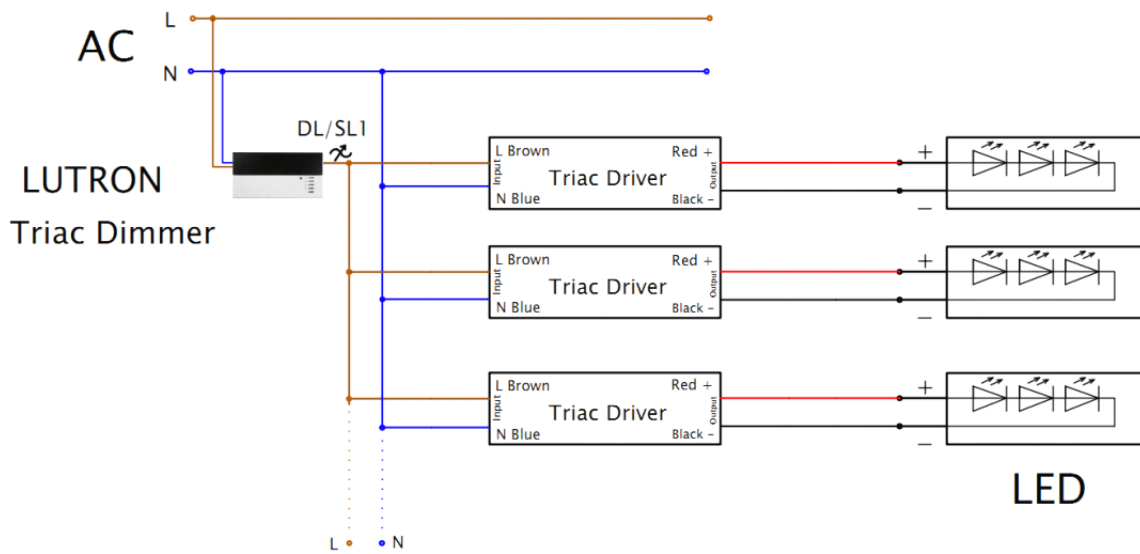 L
AC
N
DL/SL1
LUTRON
Triac Dimmer
L Brown
Input
N Blue
Triac Driver
Red +
Output
Black -
+
–
L Brown
Input
N Blue
Triac Driver
Red +
Output
Black -
+
–
L Brown
Input
N Blue
Triac Driver
Red +
Output
Black -
+
–
LED
L
N